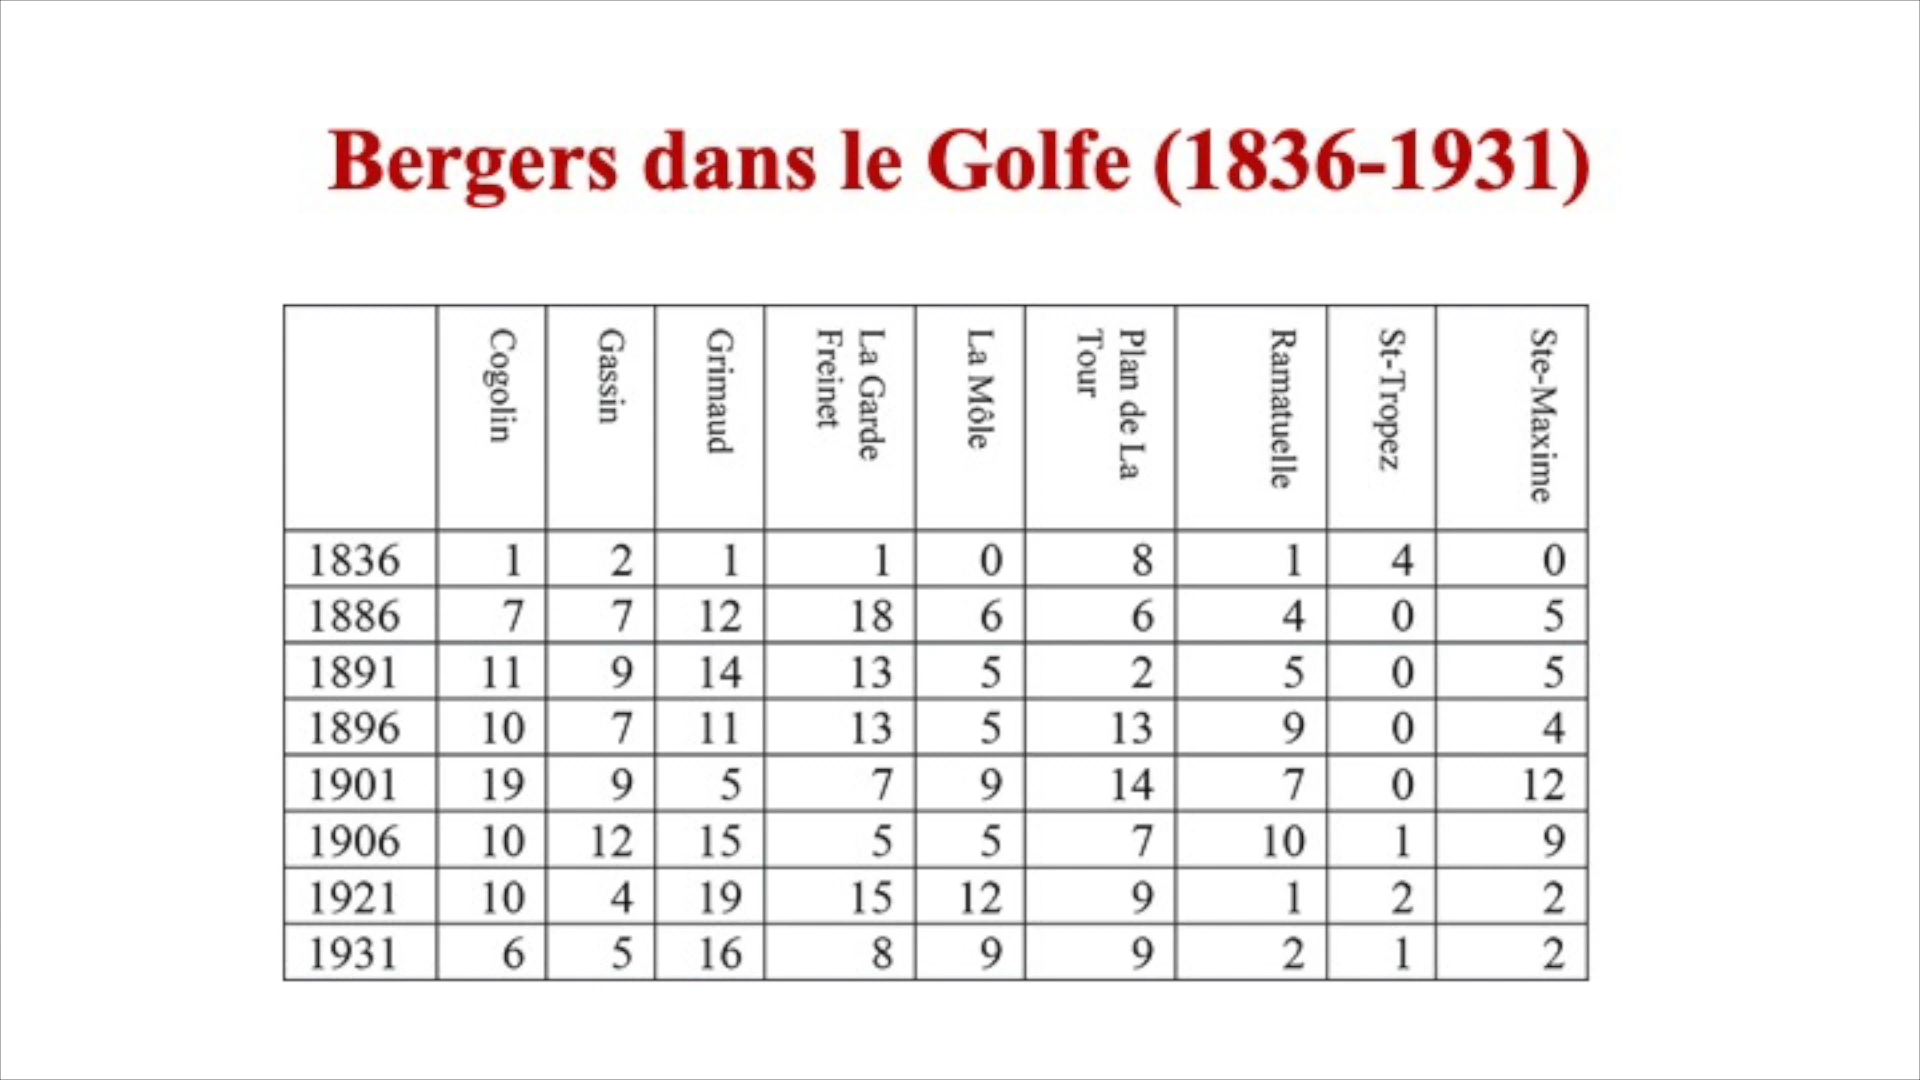 Bergers dans le Golfe (1836-1931)
Cogolin Gassin Grimaud La Garde Freinet La Môle Plan de La Tour Ramatuelle St-Tropez Ste-Maxime
1836 1 2 1 1 0 8 1 4 0
1886 7 7 12 18 6 6 4 0 5
1891 11 9 14 13 5 2 5 0 5
1896 10 7 11 13 5 13 9 0 4
1901 19 9 5 7 9 14 7 0 12
1906 10 12 15 5 5 7 10 1 9
1921 10 4 19 15 12 9 1 2 2
1931 6 5 16 8 9 9 2 1 2